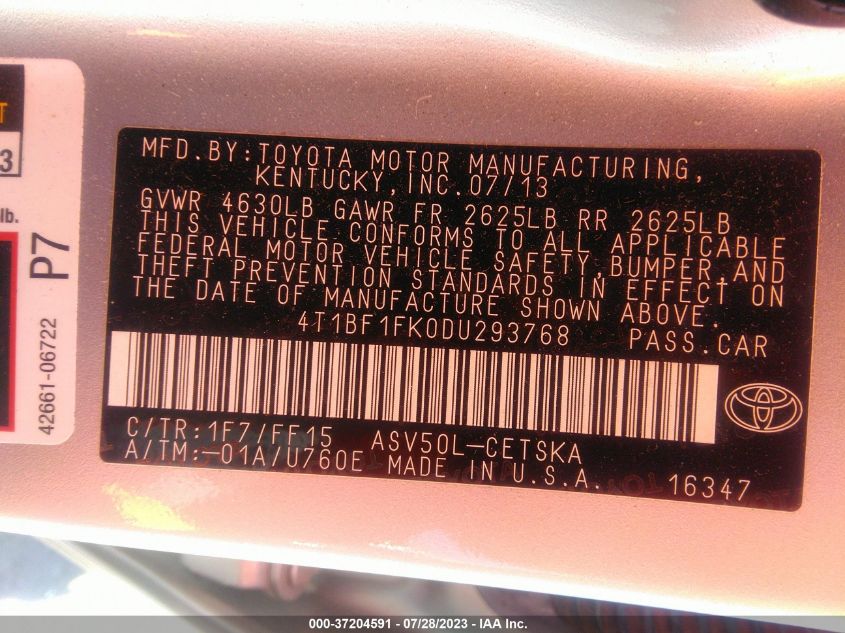 T
3
lb.
P7
42661-06722
MFD.BY:TOYOTA MOTOR MANUFACTURING,
KENTUCKY,INC.07/13
GVWR 4630LB GAWR FR 2625LB RR 2625LB
THIS VEHICLE CONFORMS TO ALL APPLICABLE
FEDERAL MOTOR VEHICLE SAFETY,BUMPER,AND
THEFT PREVENTION STANDARDS IN EFFECT ON
THE DATE OF MANUFACTURE SHOWN ABOVE.
4T1BF1FK0DU293768 PASS.CAR
C/TR:1F7/FF15 ASV50L-CETSKA
A/TM:-01A/U760E MADE IN U.S.A. 16347
000-37204591 - 07/28/2023 - IAA Inc.